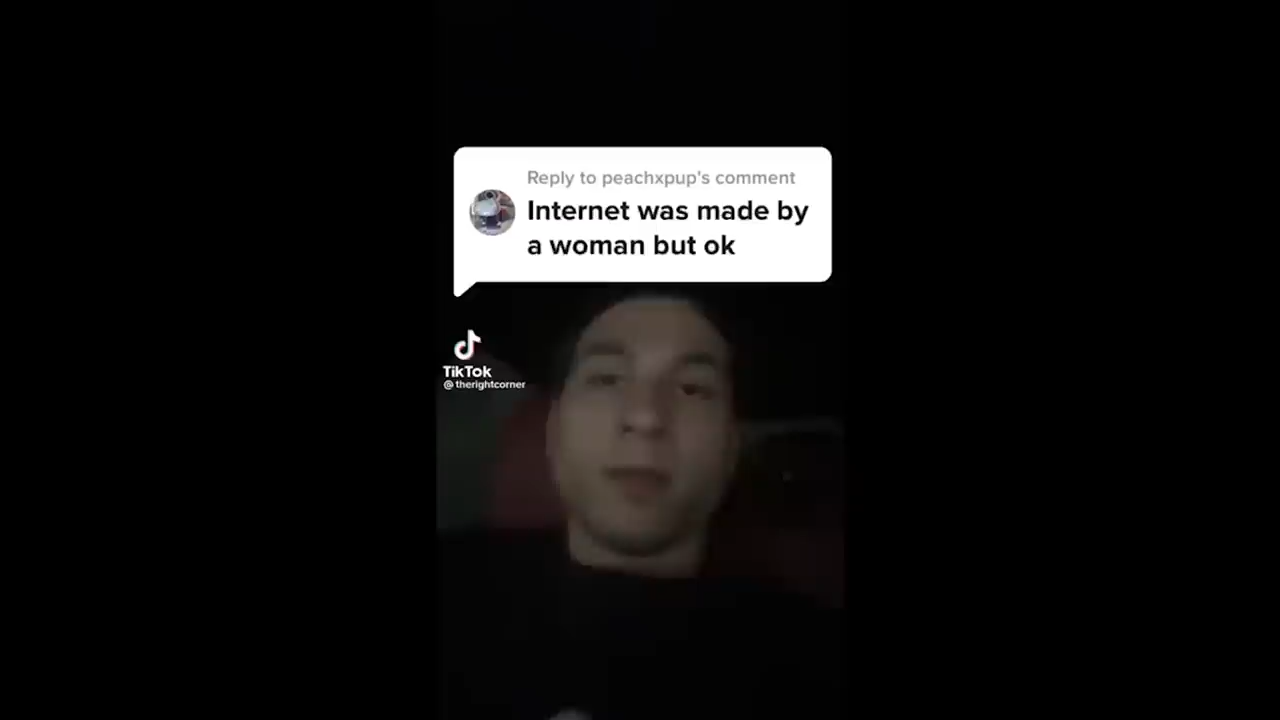 Reply to peachxpup's comment
Internet was made by
a woman but ok
TikTok
@therightcorner